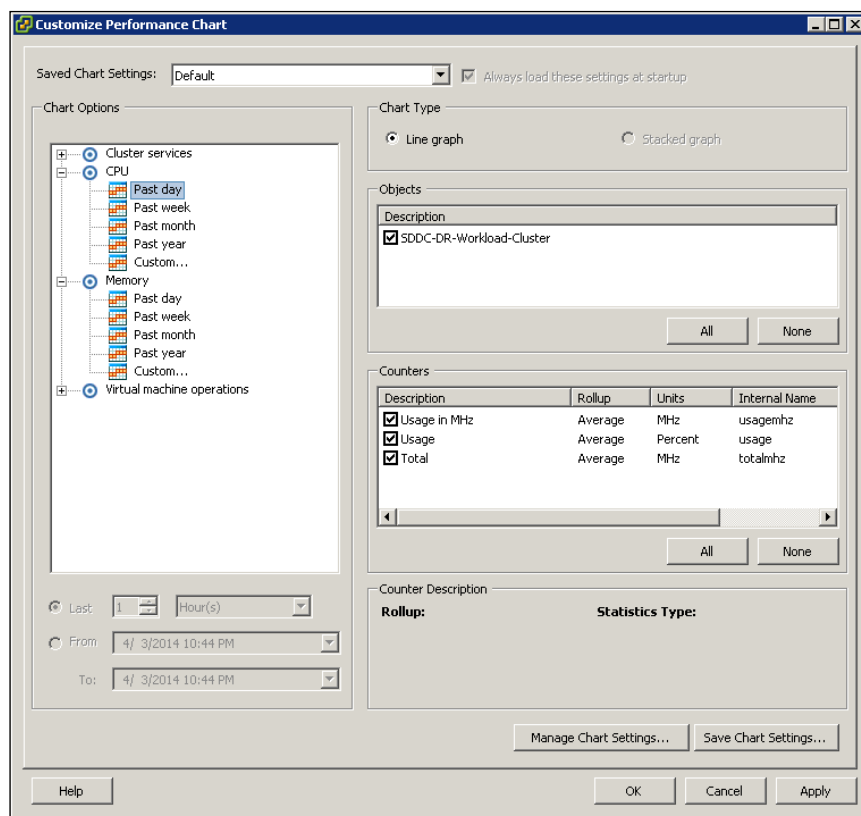 Customize Performance Chart
Saved Chart Settings: Default Always load these settings at startup
Chart Options
Cluster services
CPU
Past day
Past week
Past month
Past year
Custom...
Memory
Past day
Past week
Past month
Past year
Custom...
Virtual machine operations
Last 1 Hour(s)
From 4/ 3/2014 10:44 PM
To: 4/ 3/2014 10:44 PM
Chart Type
Line graph Stacked graph
Objects
Description
SDDC-DR-Workload-Cluster
All None
Counters
Description Rollup Units Internal Name
Usage in MHz Average MHz usagemhz
Usage Average Percent usage
Total Average MHz totalmhz
All None
Counter Description
Rollup: Statistics Type:
Manage Chart Settings... Save Chart Settings...
Help OK Cancel Apply